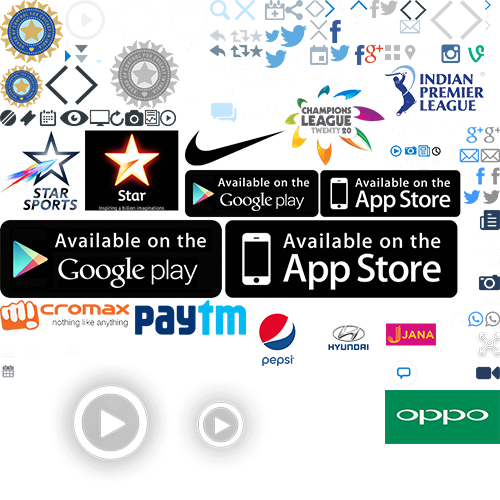 INDIAN
PREMIER
LEAGUE
CHAMPIONS
LEAGUE
TWENTY 20
STAR
SPORTS
Star
Inspiring a billion imaginations
Available on the
Google play
Available on the
App Store
Available on the
Google play
Available on the
App Store
m!cromax
nothing like anything
paytm
pepsi
HYUNDAI
JANA
oppo